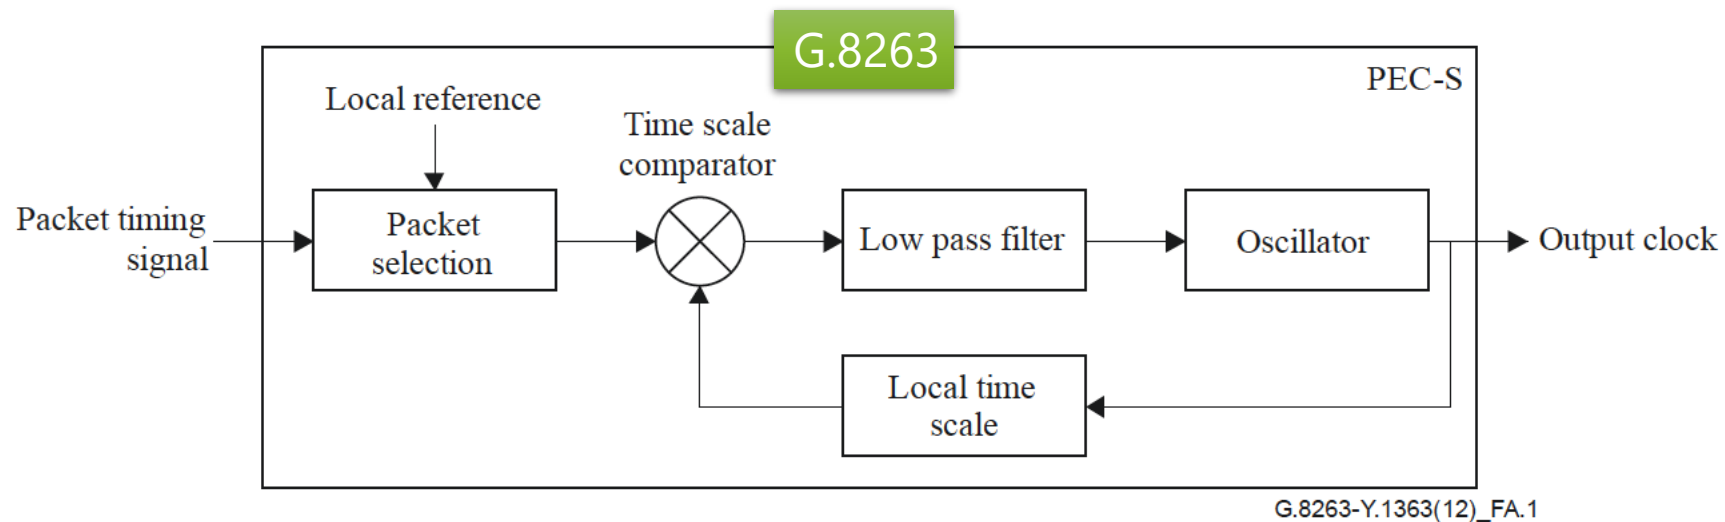 G.8263
PEC-S
Local reference
Time scale
comparator
Packet timing
signal
Packet
selection
Low pass filter
Oscillator
Output clock
Local time
scale
G.8263-Y.1363(12)_FA.1